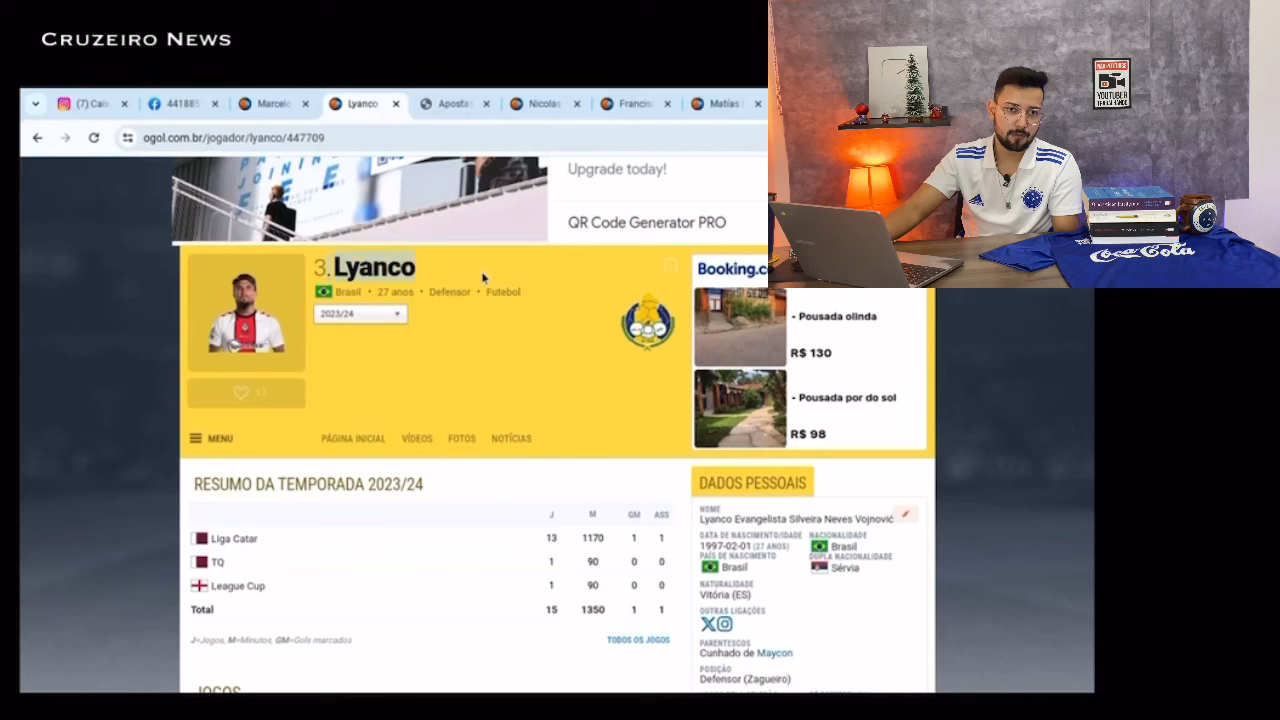 CRUZEIRO NEWS
(7) Cab
441885
Marcelo
Lyanco
Aposta
Nicolas
Francis
Matías
ogol.com.br/jogador/lyanco/447709
Upgrade today!
QR Code Generator PRO
3. Lyanco
Brasil • 27 anos • Defensor • Futebol
2023/24
Booking.c
- Pousada olinda
R$ 130
- Pousada por do sol
R$ 98
MENU
PÁGINA INICIAL
VÍDEOS
FOTOS
NOTÍCIAS
RESUMO DA TEMPORADA 2023/24
J M GM ASS
Liga Catar 13 1170 1 1
TQ 1 90 0 0
League Cup 1 90 0 0
Total 15 1350 1 1
J=Jogos, M=Minutos, GM=Gols marcados
TODOS OS JOGOS
JOGOS
DADOS PESSOAIS
NOME
Lyanco Evangelista Silveira Neves Vojnović
DATA DE NASCIMENTO/IDADE
1997-02-01 (27 ANOS)
NACIONALIDADE
Brasil
PAÍS DE NASCIMENTO
Brasil
DUPLA NACIONALIDADE
Sérvia
NATURALIDADE
Vitória (ES)
OUTRAS LIGAÇÕES
PARENTESCOS
Cunhado de Maycon
POSIÇÃO
Defensor (Zagueiro)
NÃO PERTURBE
YOUTUBER
TRABALHANDO
Coca Cola